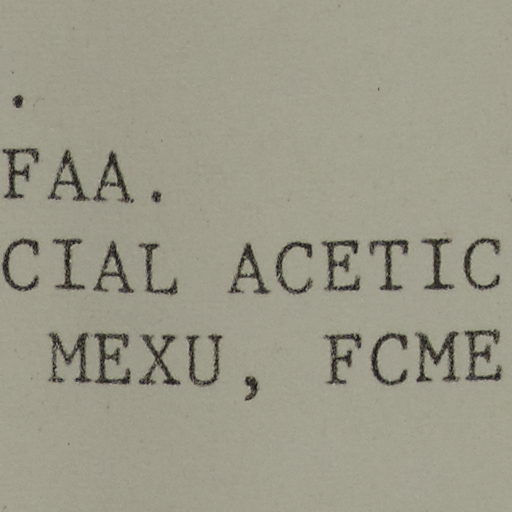 .
FAA.
CIAL ACETIC
MEXU, FCME